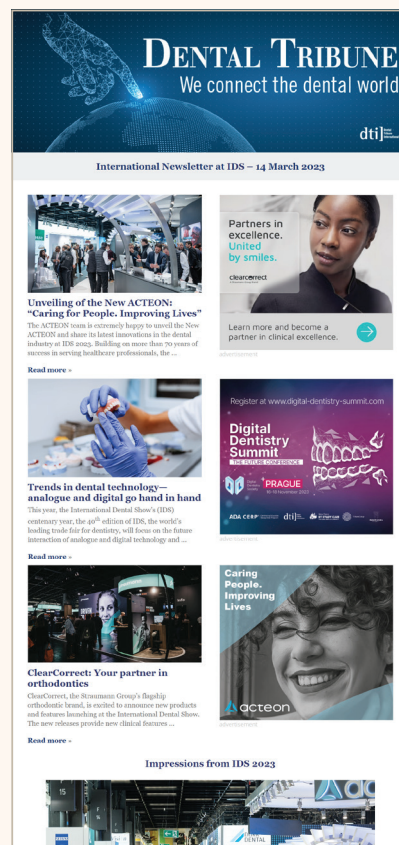 DENTAL TRIBUNE
We connect the dental world
dti]
International Newsletter at IDS – 14 March 2023
Unveiling of the New ACTEON:
“Caring for People. Improving Lives”
The ACTEON team is extremely happy to unveil the New
ACTEON and share its latest innovations in the dental
industry at IDS 2023. Building on more than 70 years of
success in serving healthcare professionals, the ...
Read more »
Partners in
excellence.
United
by smiles.
clearcorrect
Learn more and become a
partner in clinical excellence.
advertisement
Trends in dental technology—
analogue and digital go hand in hand
This year, the International Dental Show’s (IDS)
centenary year, the 40th edition of IDS, the world’s
leading trade fair for dentistry, will focus on the future
interaction of analogue and digital technology and ...
Read more »
Register at www.digital-dentistry-summit.com
Digital
Dentistry
Summit
THE FUTURE CONFERENCE
PRAGUE
ADA CERP
dti]
advertisement
ClearCorrect: Your partner in
orthodontics
ClearCorrect, the Straumann Group’s flagship
orthodontic brand, is excited to announce new products
and features launching at the International Dental Show.
The new releases provide new clinical features ...
Read more »
Caring
People.
Improving
Lives
acteon
advertisement
Impressions from IDS 2023
15
DENTAL